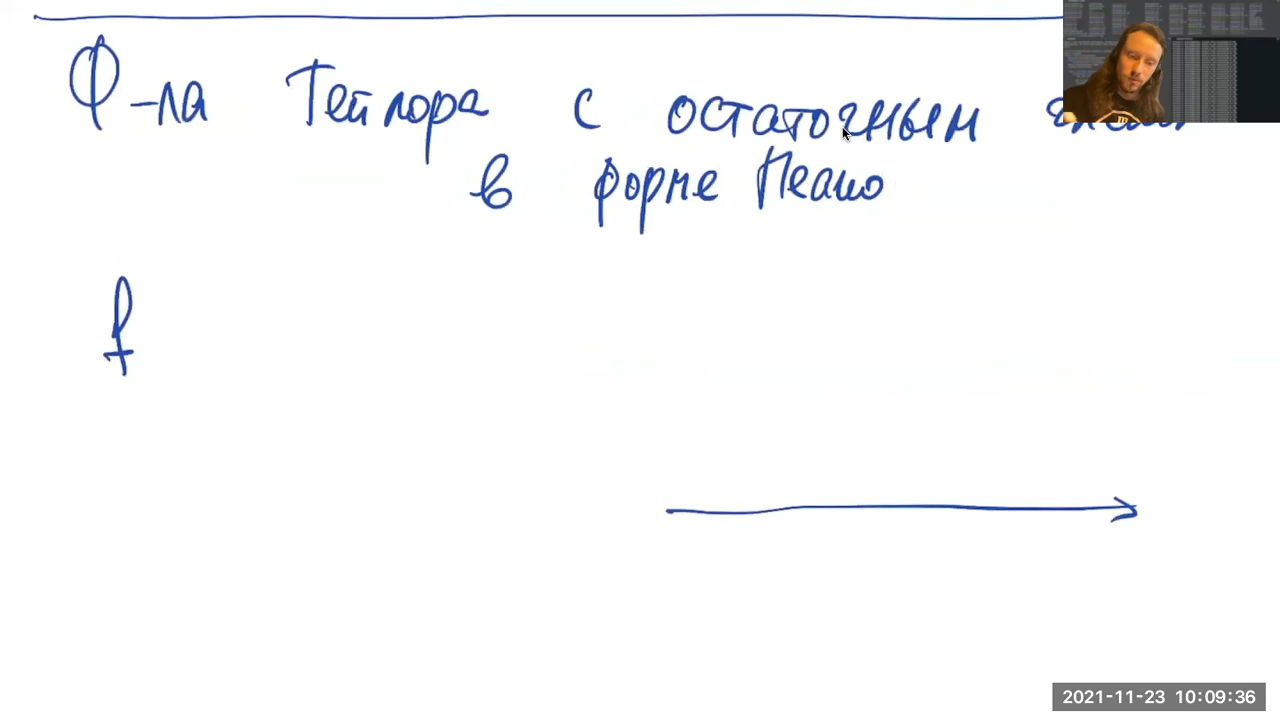 Ф-ла Тейлора с остаточным
в форме Пеано
f
2021-11-23 10:09:36